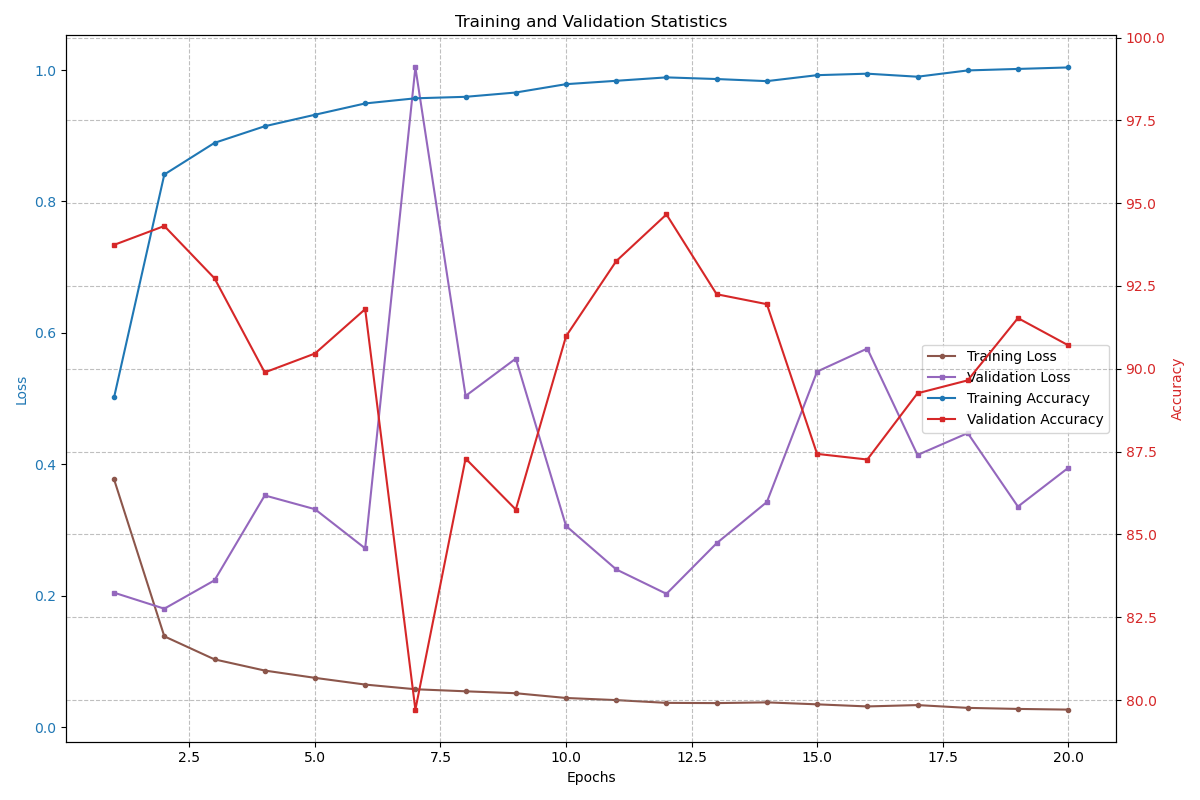 Training and Validation Statistics
1.0
0.8
0.6
0.4
0.2
0.0
Loss
100.0
97.5
95.0
92.5
90.0
87.5
85.0
82.5
80.0
Accuracy
Training Loss
Validation Loss
Training Accuracy
Validation Accuracy
2.5 5.0 7.5 10.0 12.5 15.0 17.5 20.0
Epochs